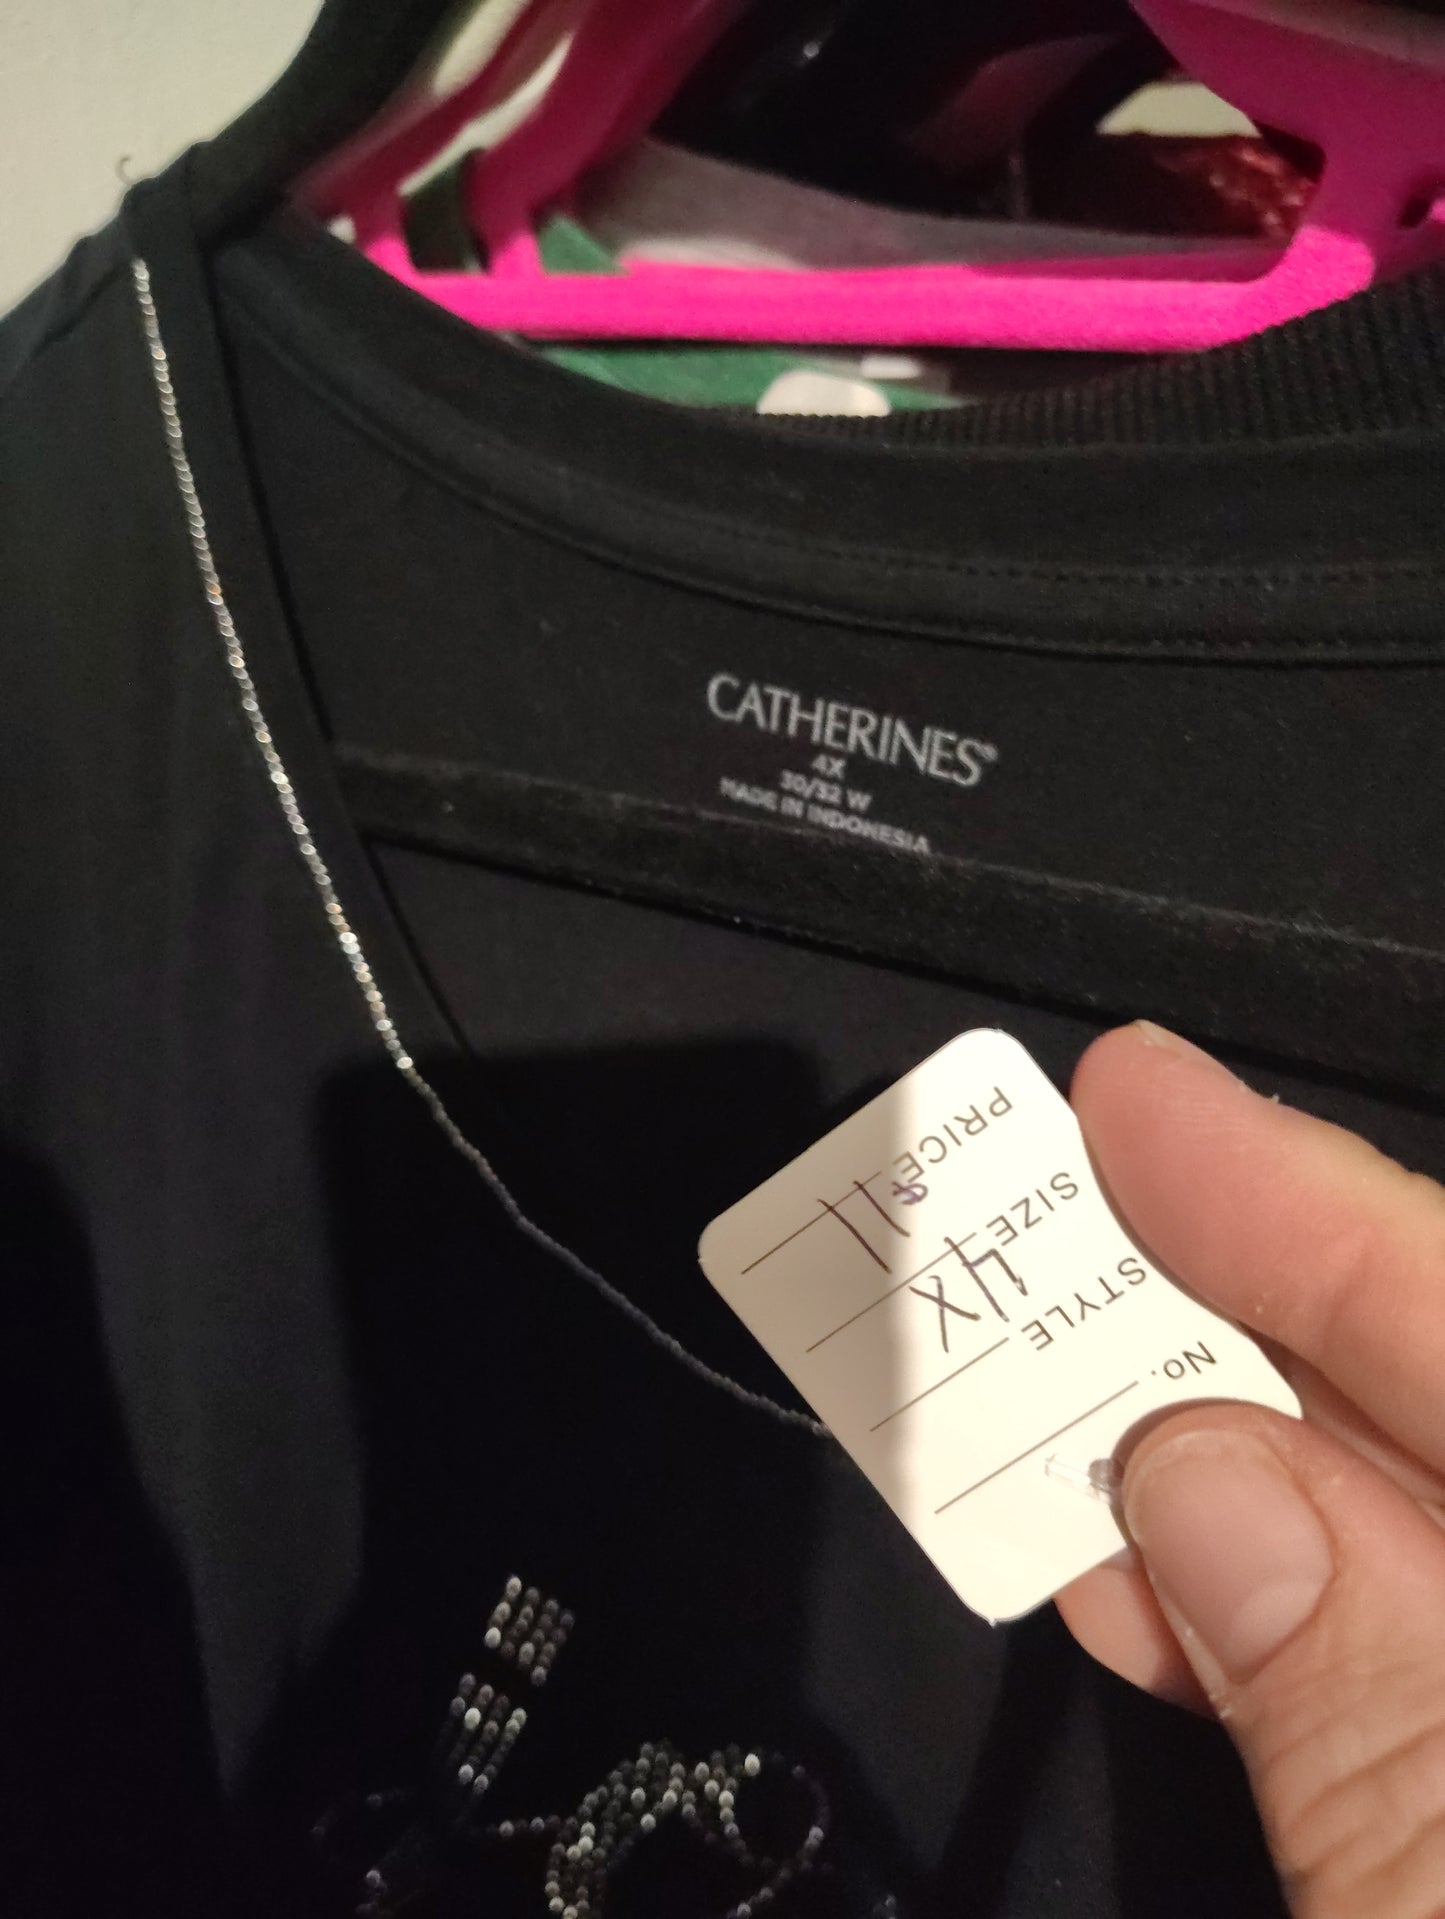 CATHERINES®
4X
30/32 W
MADE IN INDONESIA
No.
STYLE
SIZE 4X
PRICE $11